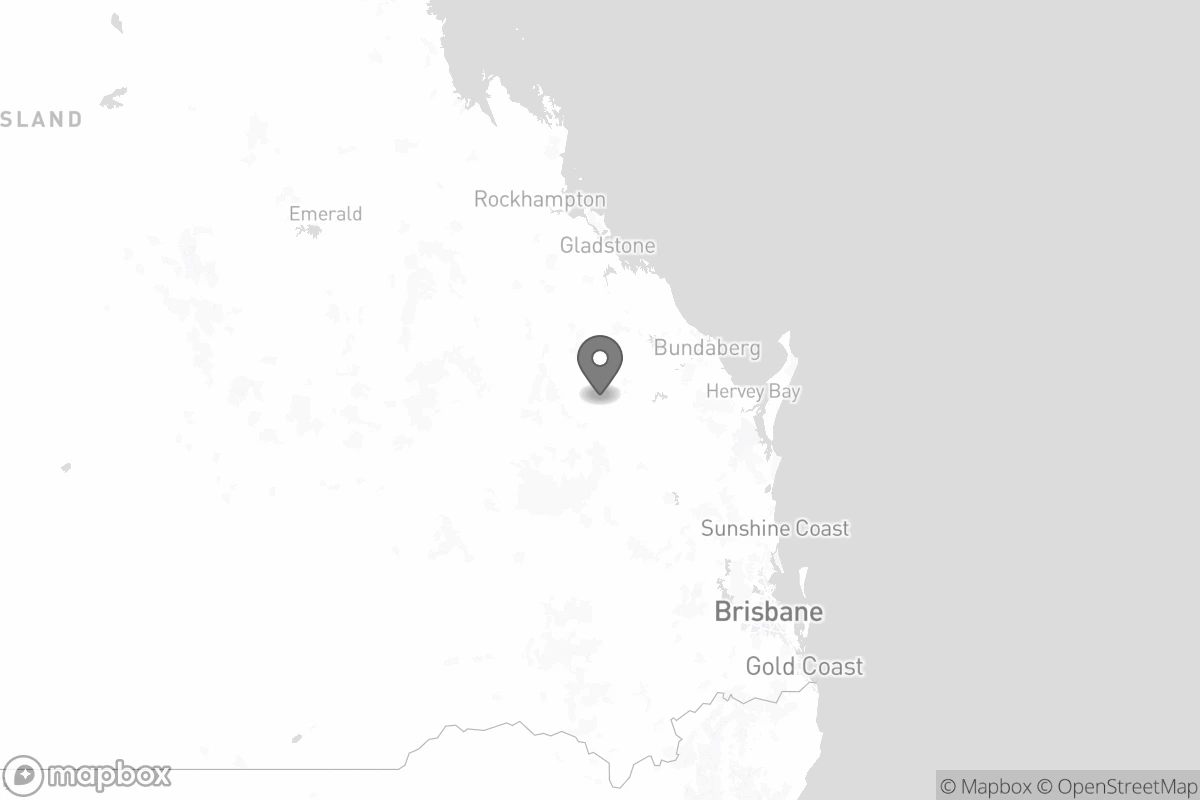 SLAND
Rockhampton
Emerald
Gladstone
Bundaberg
Hervey Bay
Sunshine Coast
Brisbane
Gold Coast
mapbox
© Mapbox © OpenStreetMap